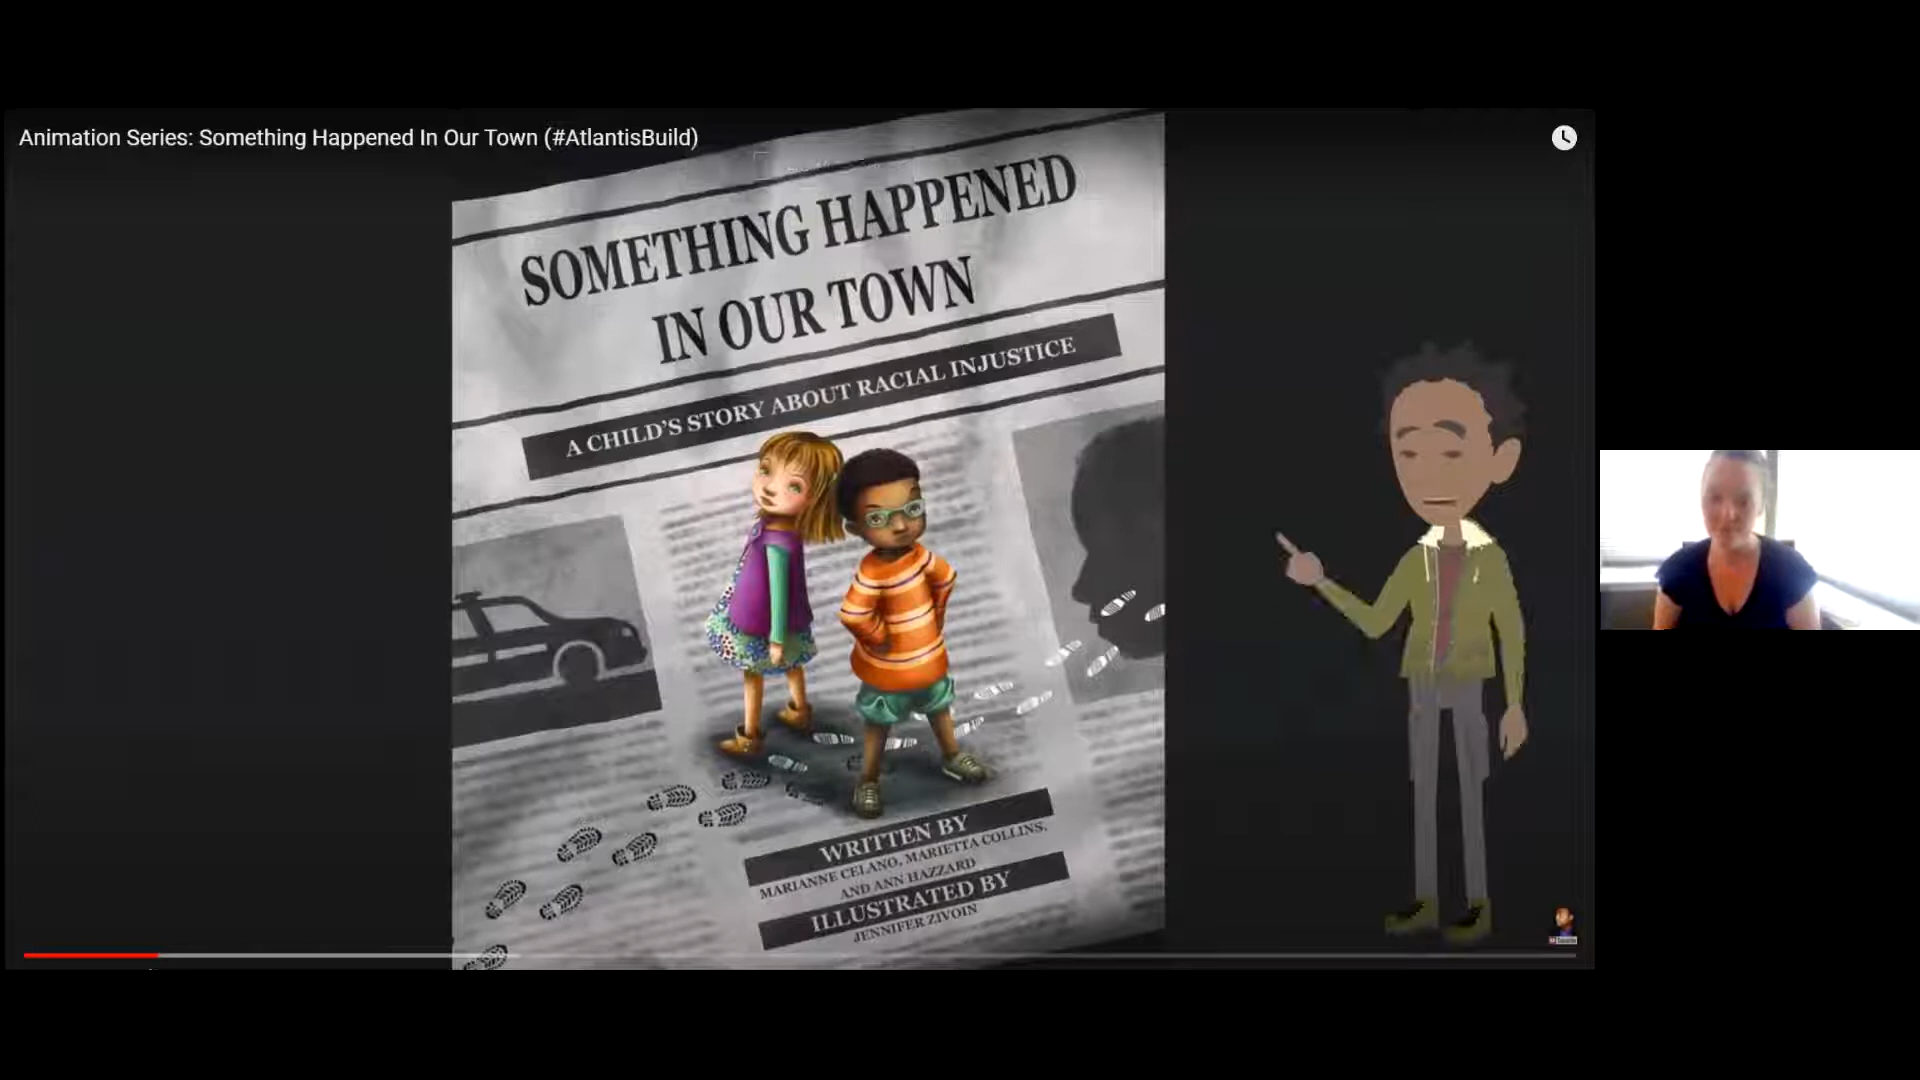 Animation Series: Something Happened In Our Town (#AtlantisBuild)
SOMETHING HAPPENED
IN OUR TOWN
A CHILD'S STORY ABOUT RACIAL INJUSTICE
WRITTEN BY
MARIANNE CELANO, MARIETTA COLLINS,
AND ANN HAZZARD
ILLUSTRATED BY
JENNIFER ZIVOIN